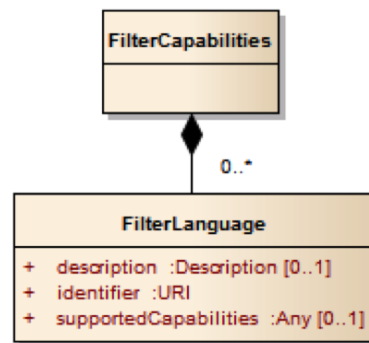 FilterCapabilities
0..*
FilterLanguage
+ description :Description [0..1]
+ identifier :URI
+ supportedCapabilities :Any [0..1]